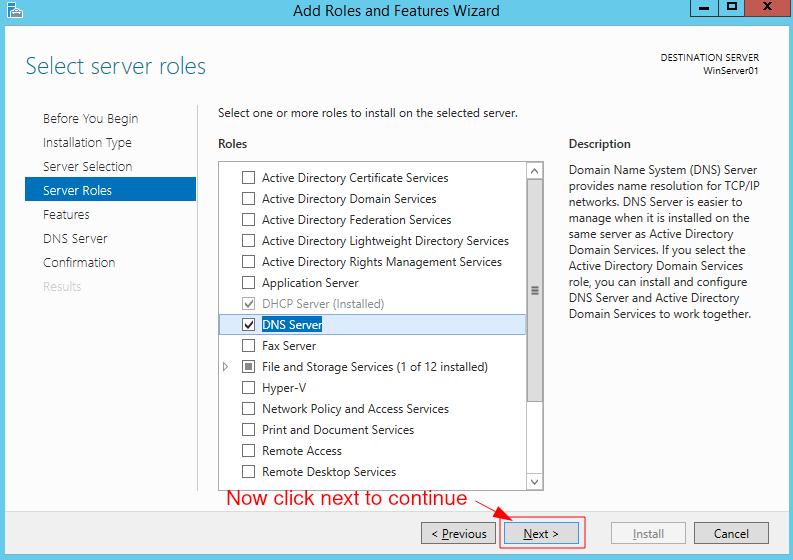 Add Roles and Features Wizard
Select server roles
DESTINATION SERVER
WinServer01
Before You Begin
Installation Type
Server Selection
Server Roles
Features
DNS Server
Confirmation
Results
Select one or more roles to install on the selected server.
Roles
Active Directory Certificate Services
Active Directory Domain Services
Active Directory Federation Services
Active Directory Lightweight Directory Services
Active Directory Rights Management Services
Application Server
DHCP Server (Installed)
DNS Server
Fax Server
File and Storage Services (1 of 12 installed)
Hyper-V
Network Policy and Access Services
Print and Document Services
Remote Access
Remote Desktop Services
Description
Domain Name System (DNS) Server
provides name resolution for TCP/IP
networks. DNS Server is easier to
manage when it is installed on the
same server as Active Directory
Domain Services. If you select the
Active Directory Domain Services
role, you can install and configure
DNS Server and Active Directory
Domain Services to work together.
Now click next to continue
< Previous
Next >
Install
Cancel